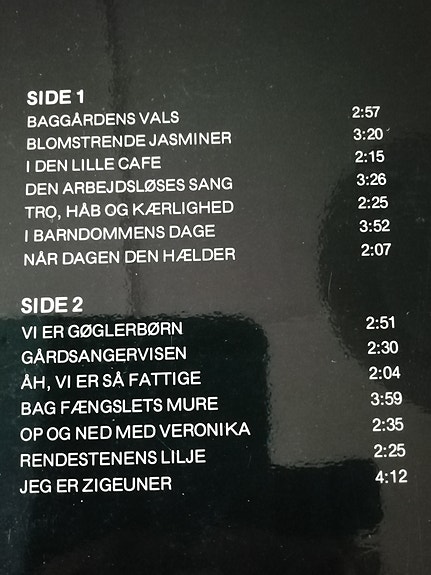 SIDE 1
BAGGÅRDENS VALS 2:57
BLOMSTRENDE JASMINER 3:20
I DEN LILLE CAFE 2:15
DEN ARBEJDSLØSES SANG 3:26
TRO, HÅB OG KÆRLIGHED 2:25
I BARNDOMMENS DAGE 3:52
NÅR DAGEN DEN HÆLDER 2:07
SIDE 2
VI ER GØGLERBØRN 2:51
GÅRDSANGERVISEN 2:30
ÅH, VI ER SÅ FATTIGE 2:04
BAG FÆNGSLETS MURE 3:59
OP OG NED MED VERONIKA 2:35
RENDESTENENS LILJE 2:25
JEG ER ZIGEUNER 4:12